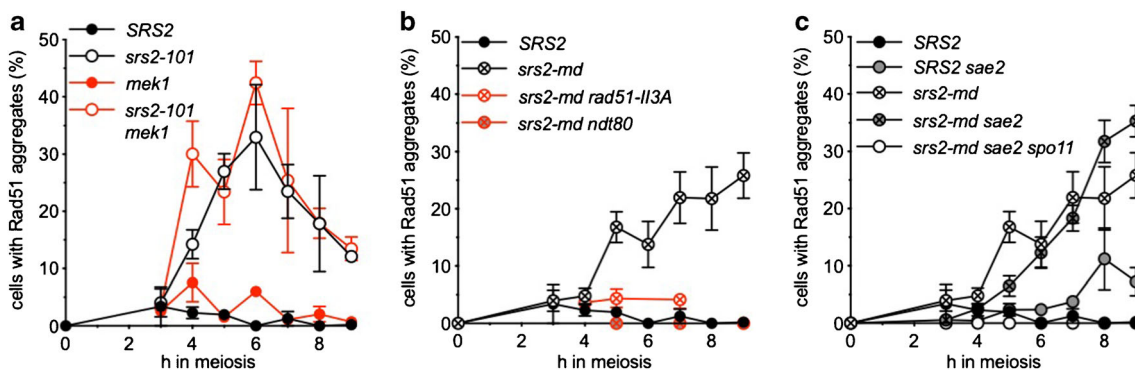 a
SRS2
srs2-101
mek1
srs2-101
mek1
cells with Rad51 aggregates (%)
50
40
30
20
10
0
0 2 4 6 8
h in meiosis
b
SRS2
srs2-md
srs2-md rad51-II3A
srs2-md ndt80
cells with Rad51 aggregates (%)
50
40
30
20
10
0
0 2 4 6 8
h in meiosis
c
SRS2
SRS2 sae2
srs2-md
srs2-md sae2
srs2-md sae2 spo11
cells with Rad51 aggregates (%)
50
40
30
20
10
0
0 2 4 6 8
h in meiosis